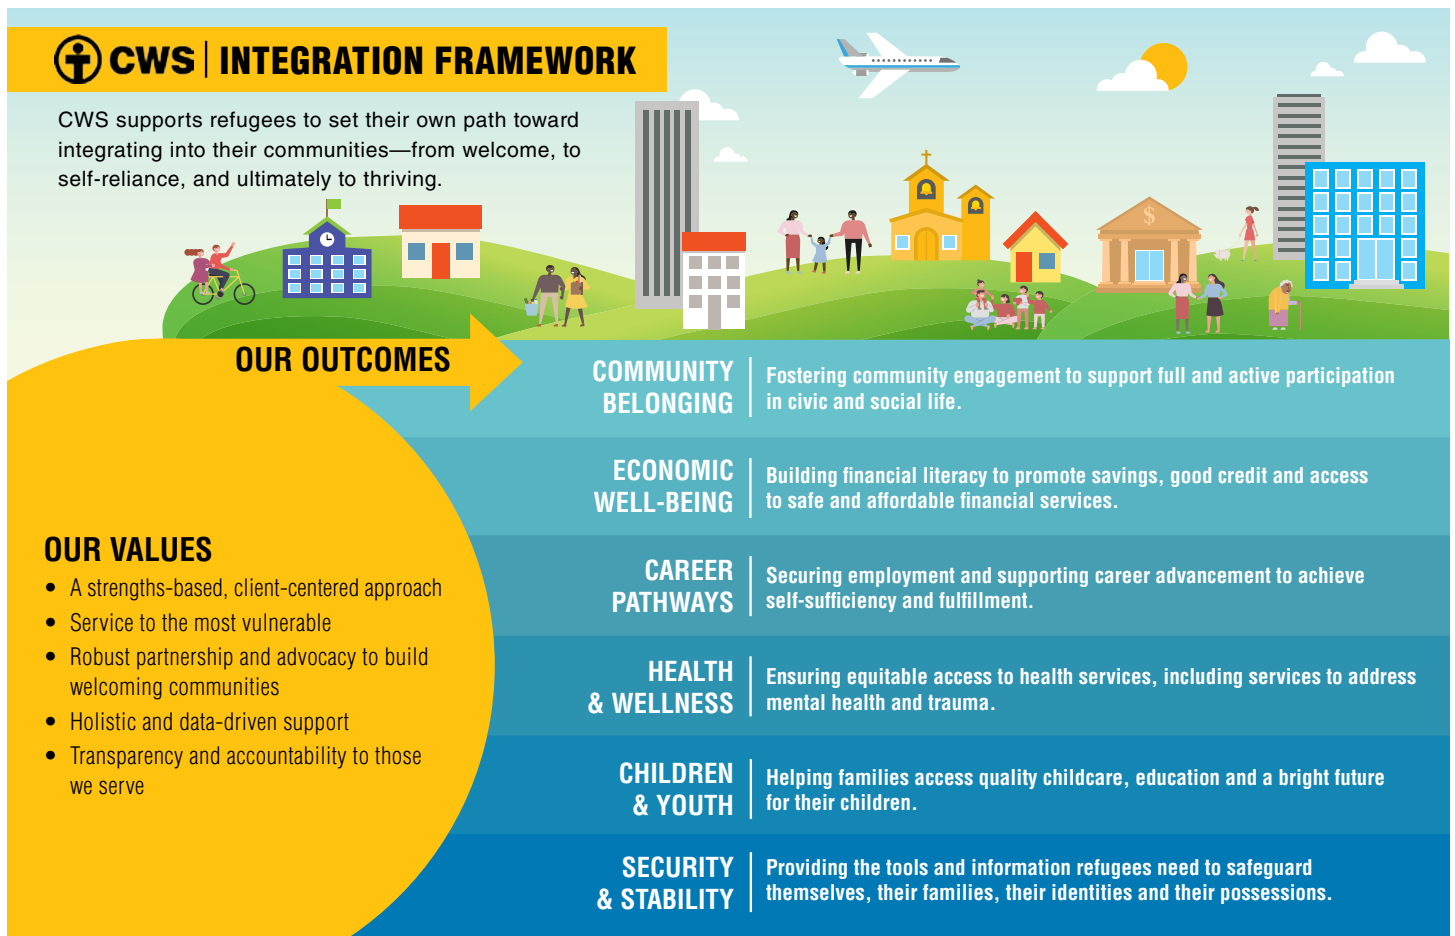 CWS | INTEGRATION FRAMEWORK
CWS supports refugees to set their own path toward
integrating into their communities—from welcome, to
self-reliance, and ultimately to thriving.
$
OUR OUTCOMES
COMMUNITY
BELONGING
Fostering community engagement to support full and active participation
in civic and social life.
ECONOMIC
WELL-BEING
Building financial literacy to promote savings, good credit and access
to safe and affordable financial services.
CAREER
PATHWAYS
Securing employment and supporting career advancement to achieve
self-sufficiency and fulfillment.
HEALTH
& WELLNESS
Ensuring equitable access to health services, including services to address
mental health and trauma.
CHILDREN
& YOUTH
Helping families access quality childcare, education and a bright future
for their children.
SECURITY
& STABILITY
Providing the tools and information refugees need to safeguard
themselves, their families, their identities and their possessions.
OUR VALUES
• A strengths-based, client-centered approach
• Service to the most vulnerable
• Robust partnership and advocacy to build
welcoming communities
• Holistic and data-driven support
• Transparency and accountability to those
we serve